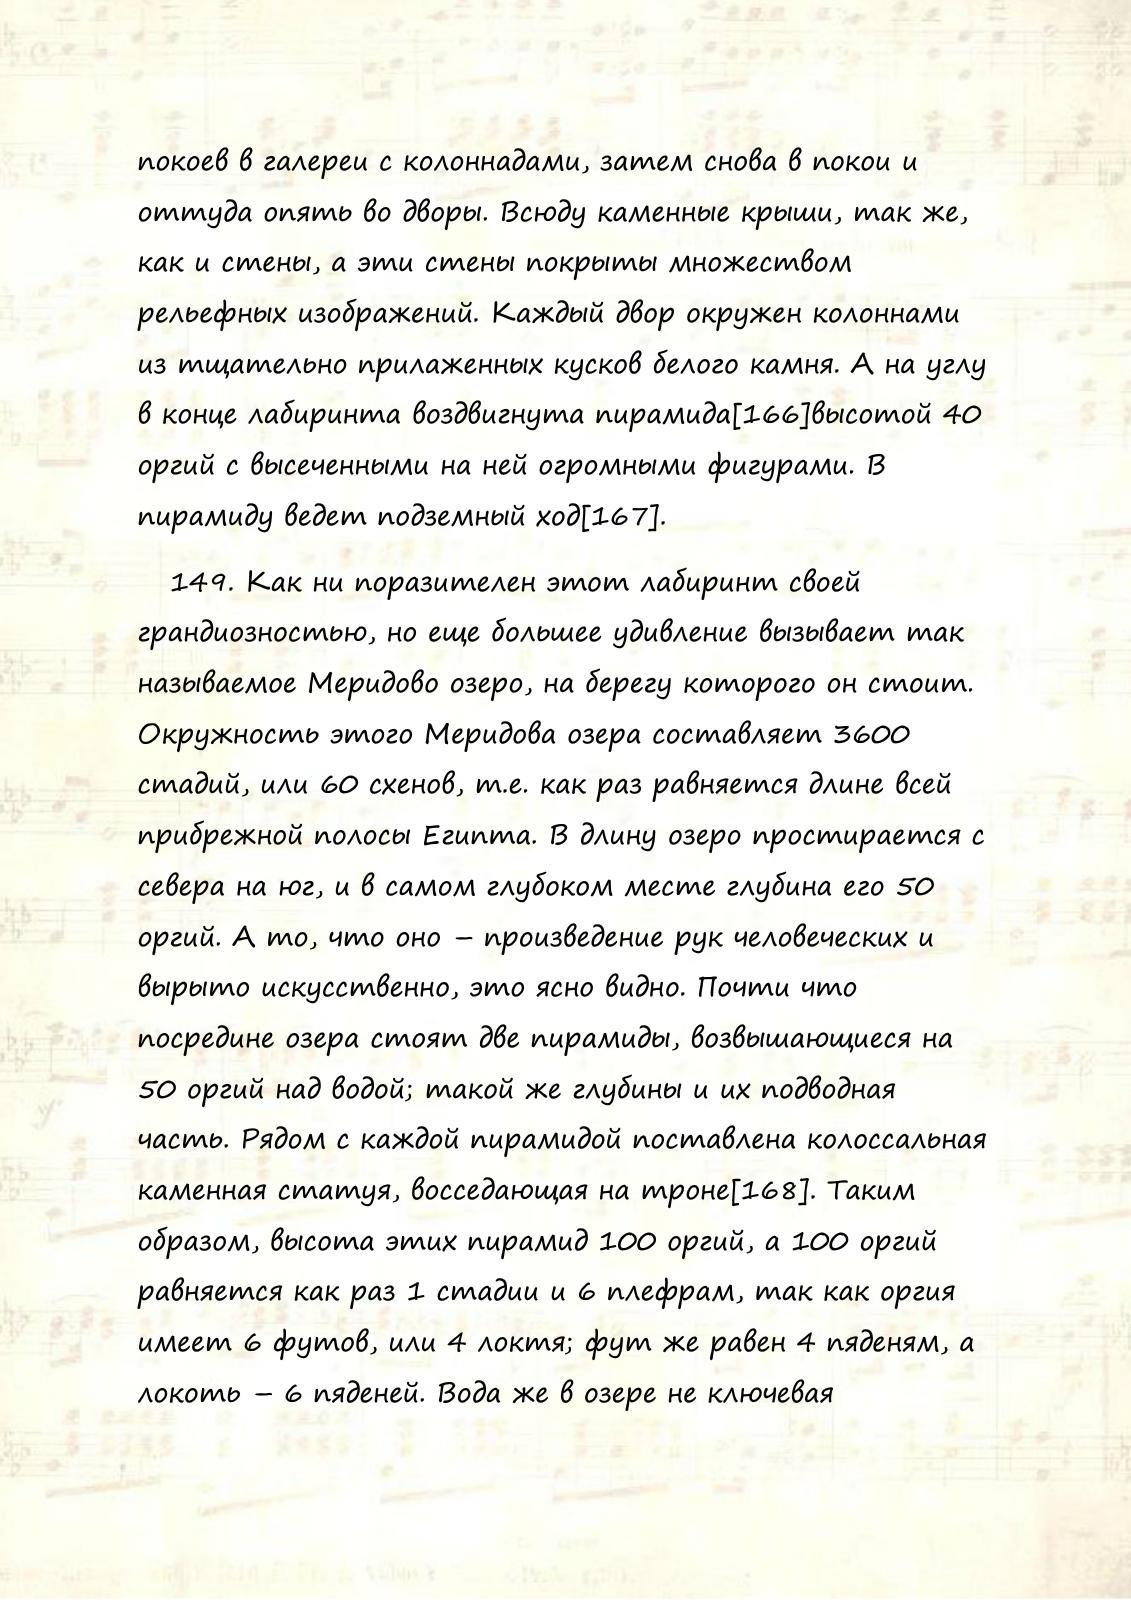 покоев в галереи с колоннадами, затем снова в покои и
оттуда опять во дворы. Всюду каменные крыши, так же,
как и стены, а эти стены покрыты множеством
рельефных изображений. Каждый двор окружен колоннами
из тщательно прилаженных кусков белого камня. А на углу
в конце лабиринта воздвигнута пирамида[166]высотой 40
оргий с высеченными на ней огромными фигурами. В
пирамиду ведет подземный ход[167].
149. Как ни поразителен этот лабиринт своей
грандиозностью, но еще большее удивление вызывает так
называемое Меридово озеро, на берегу которого он стоит.
Окружность этого Меридова озера составляет 3600
стадий, или 60 схенов, т.е. как раз равняется длине всей
прибрежной полосы Египта. В длину озеро простирается с
севера на юг, и в самом глубоком месте глубина его 50
оргий. А то, что оно – произведение рук человеческих и
вырыто искусственно, это ясно видно. Почти что
посредине озера стоят две пирамиды, возвышающиеся на
50 оргий над водой; такой же глубины и их подводная
часть. Рядом с каждой пирамидой поставлена колоссальная
каменная статуя, восседающая на троне[168]. Таким
образом, высота этих пирамид 100 оргий, а 100 оргий
равняется как раз 1 стадии и 6 плефрам, так как оргия
имеет 6 футов, или 4 локтя; фут же равен 4 пяденям, а
локоть – 6 пяденей. Вода же в озере не ключевая